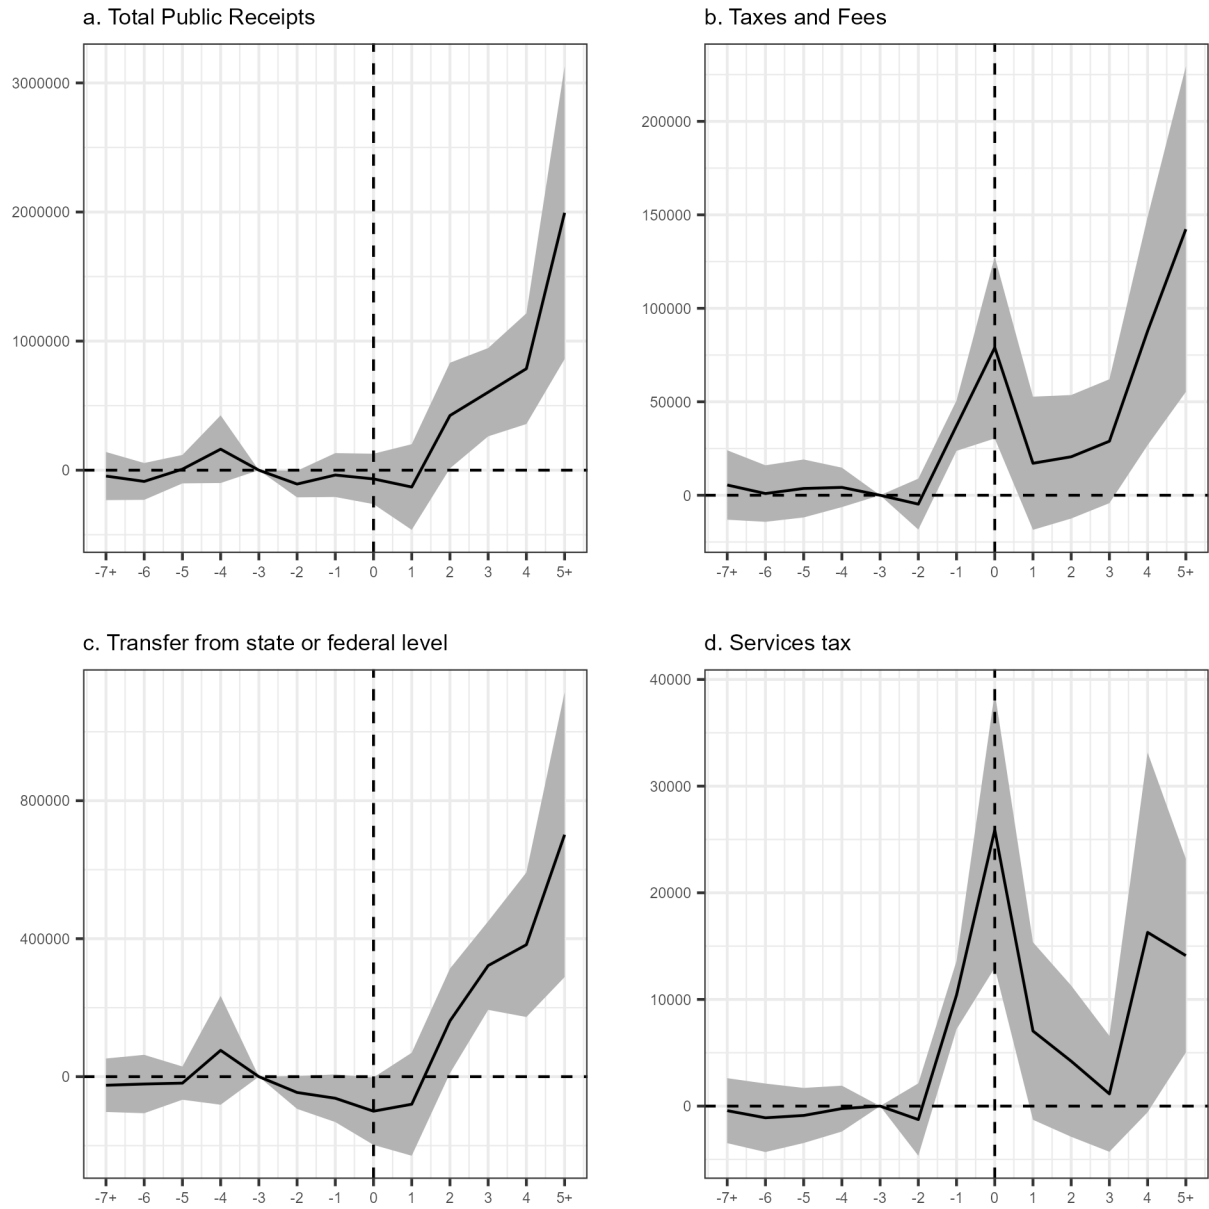 a. Total Public Receipts
3000000
2000000
1000000
0
-7+ -6 -5 -4 -3 -2 -1 0 1 2 3 4 5+
b. Taxes and Fees
200000
150000
100000
50000
0
-7+ -6 -5 -4 -3 -2 -1 0 1 2 3 4 5+
c. Transfer from state or federal level
800000
400000
0
-7+ -6 -5 -4 -3 -2 -1 0 1 2 3 4 5+
d. Services tax
40000
30000
20000
10000
0
-7+ -6 -5 -4 -3 -2 -1 0 1 2 3 4 5+